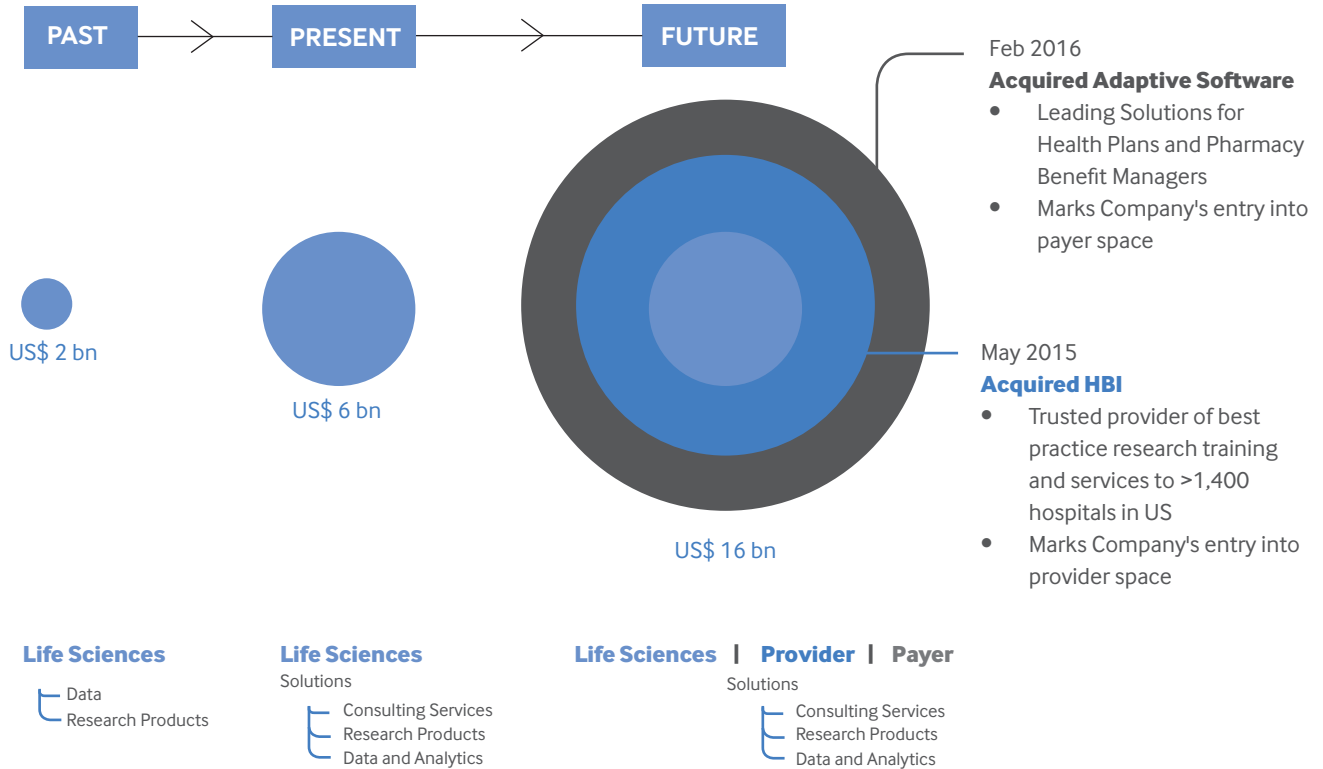 PAST
PRESENT
FUTURE
Feb 2016
Acquired Adaptive Software
• Leading Solutions for
Health Plans and Pharmacy
Benefit Managers
• Marks Company's entry into
payer space
US$ 2 bn
US$ 6 bn
US$ 16 bn
May 2015
Acquired HBI
• Trusted provider of best
practice research training
and services to >1,400
hospitals in US
• Marks Company's entry into
provider space
Life Sciences
Data
Research Products
Life Sciences
Solutions
Consulting Services
Research Products
Data and Analytics
Life Sciences | Provider | Payer
Solutions
Consulting Services
Research Products
Data and Analytics